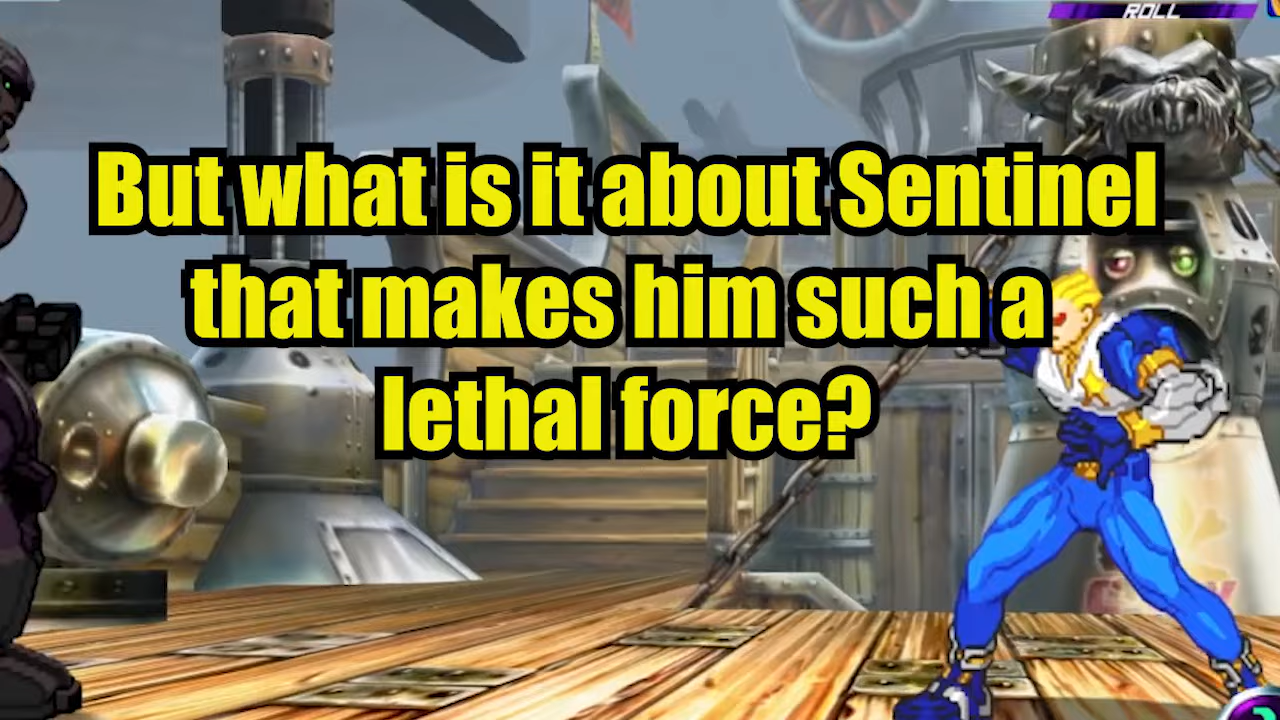 ROLL
But what is it about Sentinel
that makes him such a
lethal force?